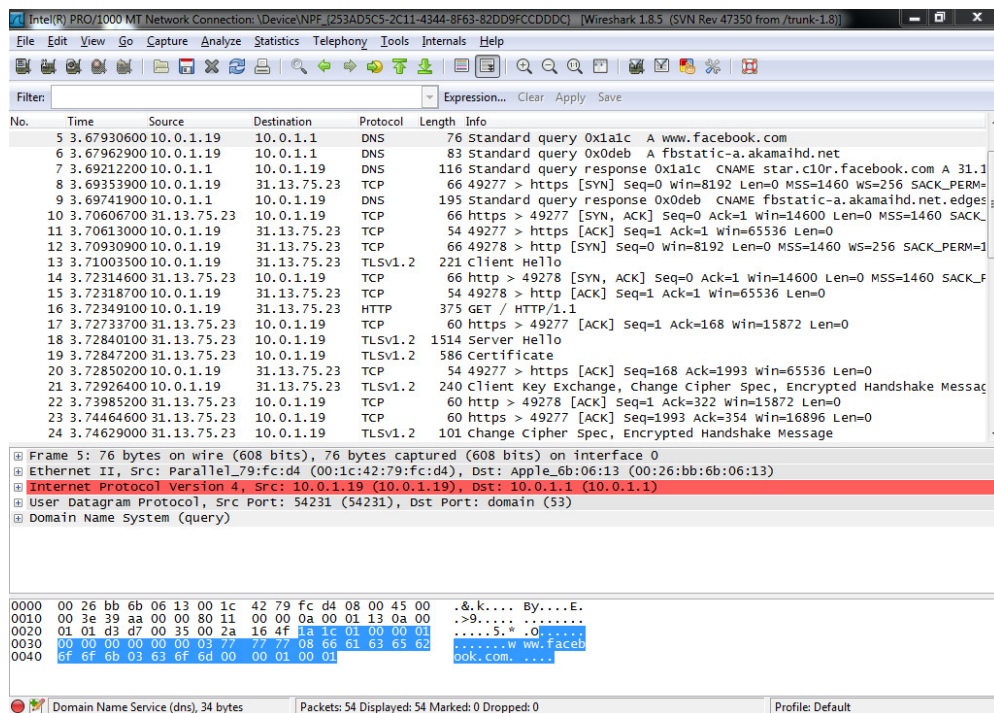 Intel(R) PRO/1000 MT Network Connection: \Device\NPF_{253AD5C5-2C11-4344-8F63-82DD9FCCDDDC} [Wireshark 1.8.5 (SVN Rev 47350 from /trunk-1.8)]
File Edit View Go Capture Analyze Statistics Telephony Tools Internals Help
Filter: Expression... Clear Apply Save
No. Time Source Destination Protocol Length Info
5 3.67930600 10.0.1.19 10.0.1.1 DNS 76 Standard query 0x1a1c A www.facebook.com
6 3.67962900 10.0.1.19 10.0.1.1 DNS 83 Standard query 0x0deb A fbstatic-a.akamaihd.net
7 3.69212200 10.0.1.1 10.0.1.19 DNS 116 Standard query response 0x1a1c CNAME star.c10r.facebook.com A 31.1
8 3.69353900 10.0.1.19 31.13.75.23 TCP 66 49277 > https [SYN] Seq=0 Win=8192 Len=0 MSS=1460 WS=256 SACK_PERM=
9 3.69741900 10.0.1.1 10.0.1.19 DNS 195 Standard query response 0x0deb CNAME fbstatic-a.akamaihd.net.edges
10 3.70606700 31.13.75.23 10.0.1.19 TCP 66 https > 49277 [SYN, ACK] Seq=0 Ack=1 Win=14600 Len=0 MSS=1460 SACK_
11 3.70613000 10.0.1.19 31.13.75.23 TCP 54 49277 > https [ACK] Seq=1 Ack=1 Win=65536 Len=0
12 3.70930900 10.0.1.19 31.13.75.23 TCP 66 49278 > http [SYN] Seq=0 Win=8192 Len=0 MSS=1460 WS=256 SACK_PERM=1
13 3.71003500 10.0.1.19 31.13.75.23 TLSv1.2 221 Client Hello
14 3.72314600 31.13.75.23 10.0.1.19 TCP 66 http > 49278 [SYN, ACK] Seq=0 Ack=1 Win=14600 Len=0 MSS=1460 SACK_P
15 3.72318700 10.0.1.19 31.13.75.23 TCP 54 49278 > http [ACK] Seq=1 Ack=1 Win=65536 Len=0
16 3.72349100 10.0.1.19 31.13.75.23 HTTP 375 GET / HTTP/1.1
17 3.72733700 31.13.75.23 10.0.1.19 TCP 60 https > 49277 [ACK] Seq=1 Ack=168 Win=15872 Len=0
18 3.72840100 31.13.75.23 10.0.1.19 TLSv1.2 1514 Server Hello
19 3.72847200 31.13.75.23 10.0.1.19 TLSv1.2 586 Certificate
20 3.72850200 10.0.1.19 31.13.75.23 TCP 54 49277 > https [ACK] Seq=168 Ack=1993 Win=65536 Len=0
21 3.72926400 10.0.1.19 31.13.75.23 TLSv1.2 240 Client Key Exchange, Change Cipher Spec, Encrypted Handshake Messag
22 3.73985200 31.13.75.23 10.0.1.19 TCP 60 http > 49278 [ACK] Seq=1 Ack=322 Win=15872 Len=0
23 3.74464600 31.13.75.23 10.0.1.19 TCP 60 https > 49277 [ACK] Seq=1993 Ack=354 Win=16896 Len=0
24 3.74629000 31.13.75.23 10.0.1.19 TLSv1.2 101 Change Cipher Spec, Encrypted Handshake Message
Frame 5: 76 bytes on wire (608 bits), 76 bytes captured (608 bits) on interface 0
Ethernet II, Src: Parallel_79:fc:d4 (00:1c:42:79:fc:d4), Dst: Apple_6b:06:13 (00:26:bb:6b:06:13)
Internet Protocol Version 4, Src: 10.0.1.19 (10.0.1.19), Dst: 10.0.1.1 (10.0.1.1)
User Datagram Protocol, Src Port: 54231 (54231), Dst Port: domain (53)
Domain Name System (query)
0000 00 26 bb 6b 06 13 00 1c 42 79 fc d4 08 00 45 00 .&.k.... By....E.
0010 00 3e 39 aa 00 00 80 11 00 00 0a 00 01 13 0a 00 .>9..... ........
0020 01 01 d3 d7 00 35 00 2a 16 4f 1a 1c 01 00 00 01 .....5.* .O......
0030 00 00 00 00 00 00 03 77 77 77 08 66 61 63 65 62 .......w ww.faceb
0040 6f 6f 6b 03 63 6f 6d 00 00 01 00 01 ook.com. ....
Domain Name Service (dns), 34 bytes Packets: 54 Displayed: 54 Marked: 0 Dropped: 0 Profile: Default